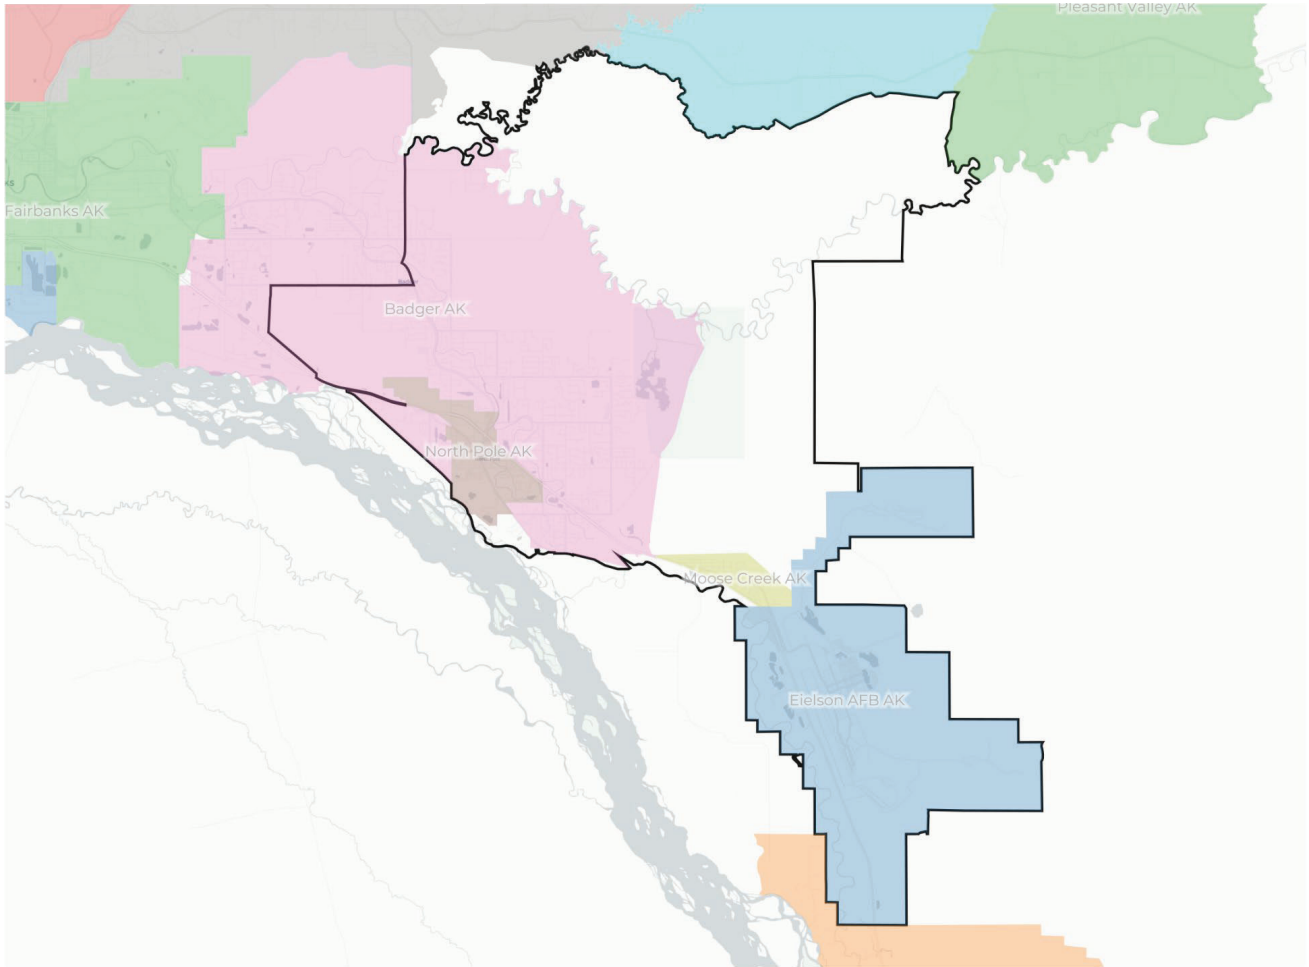 Pleasant Valley AK
Fairbanks AK
Badger AK
North Pole AK
Moose Creek AK
Eielson AFB AK